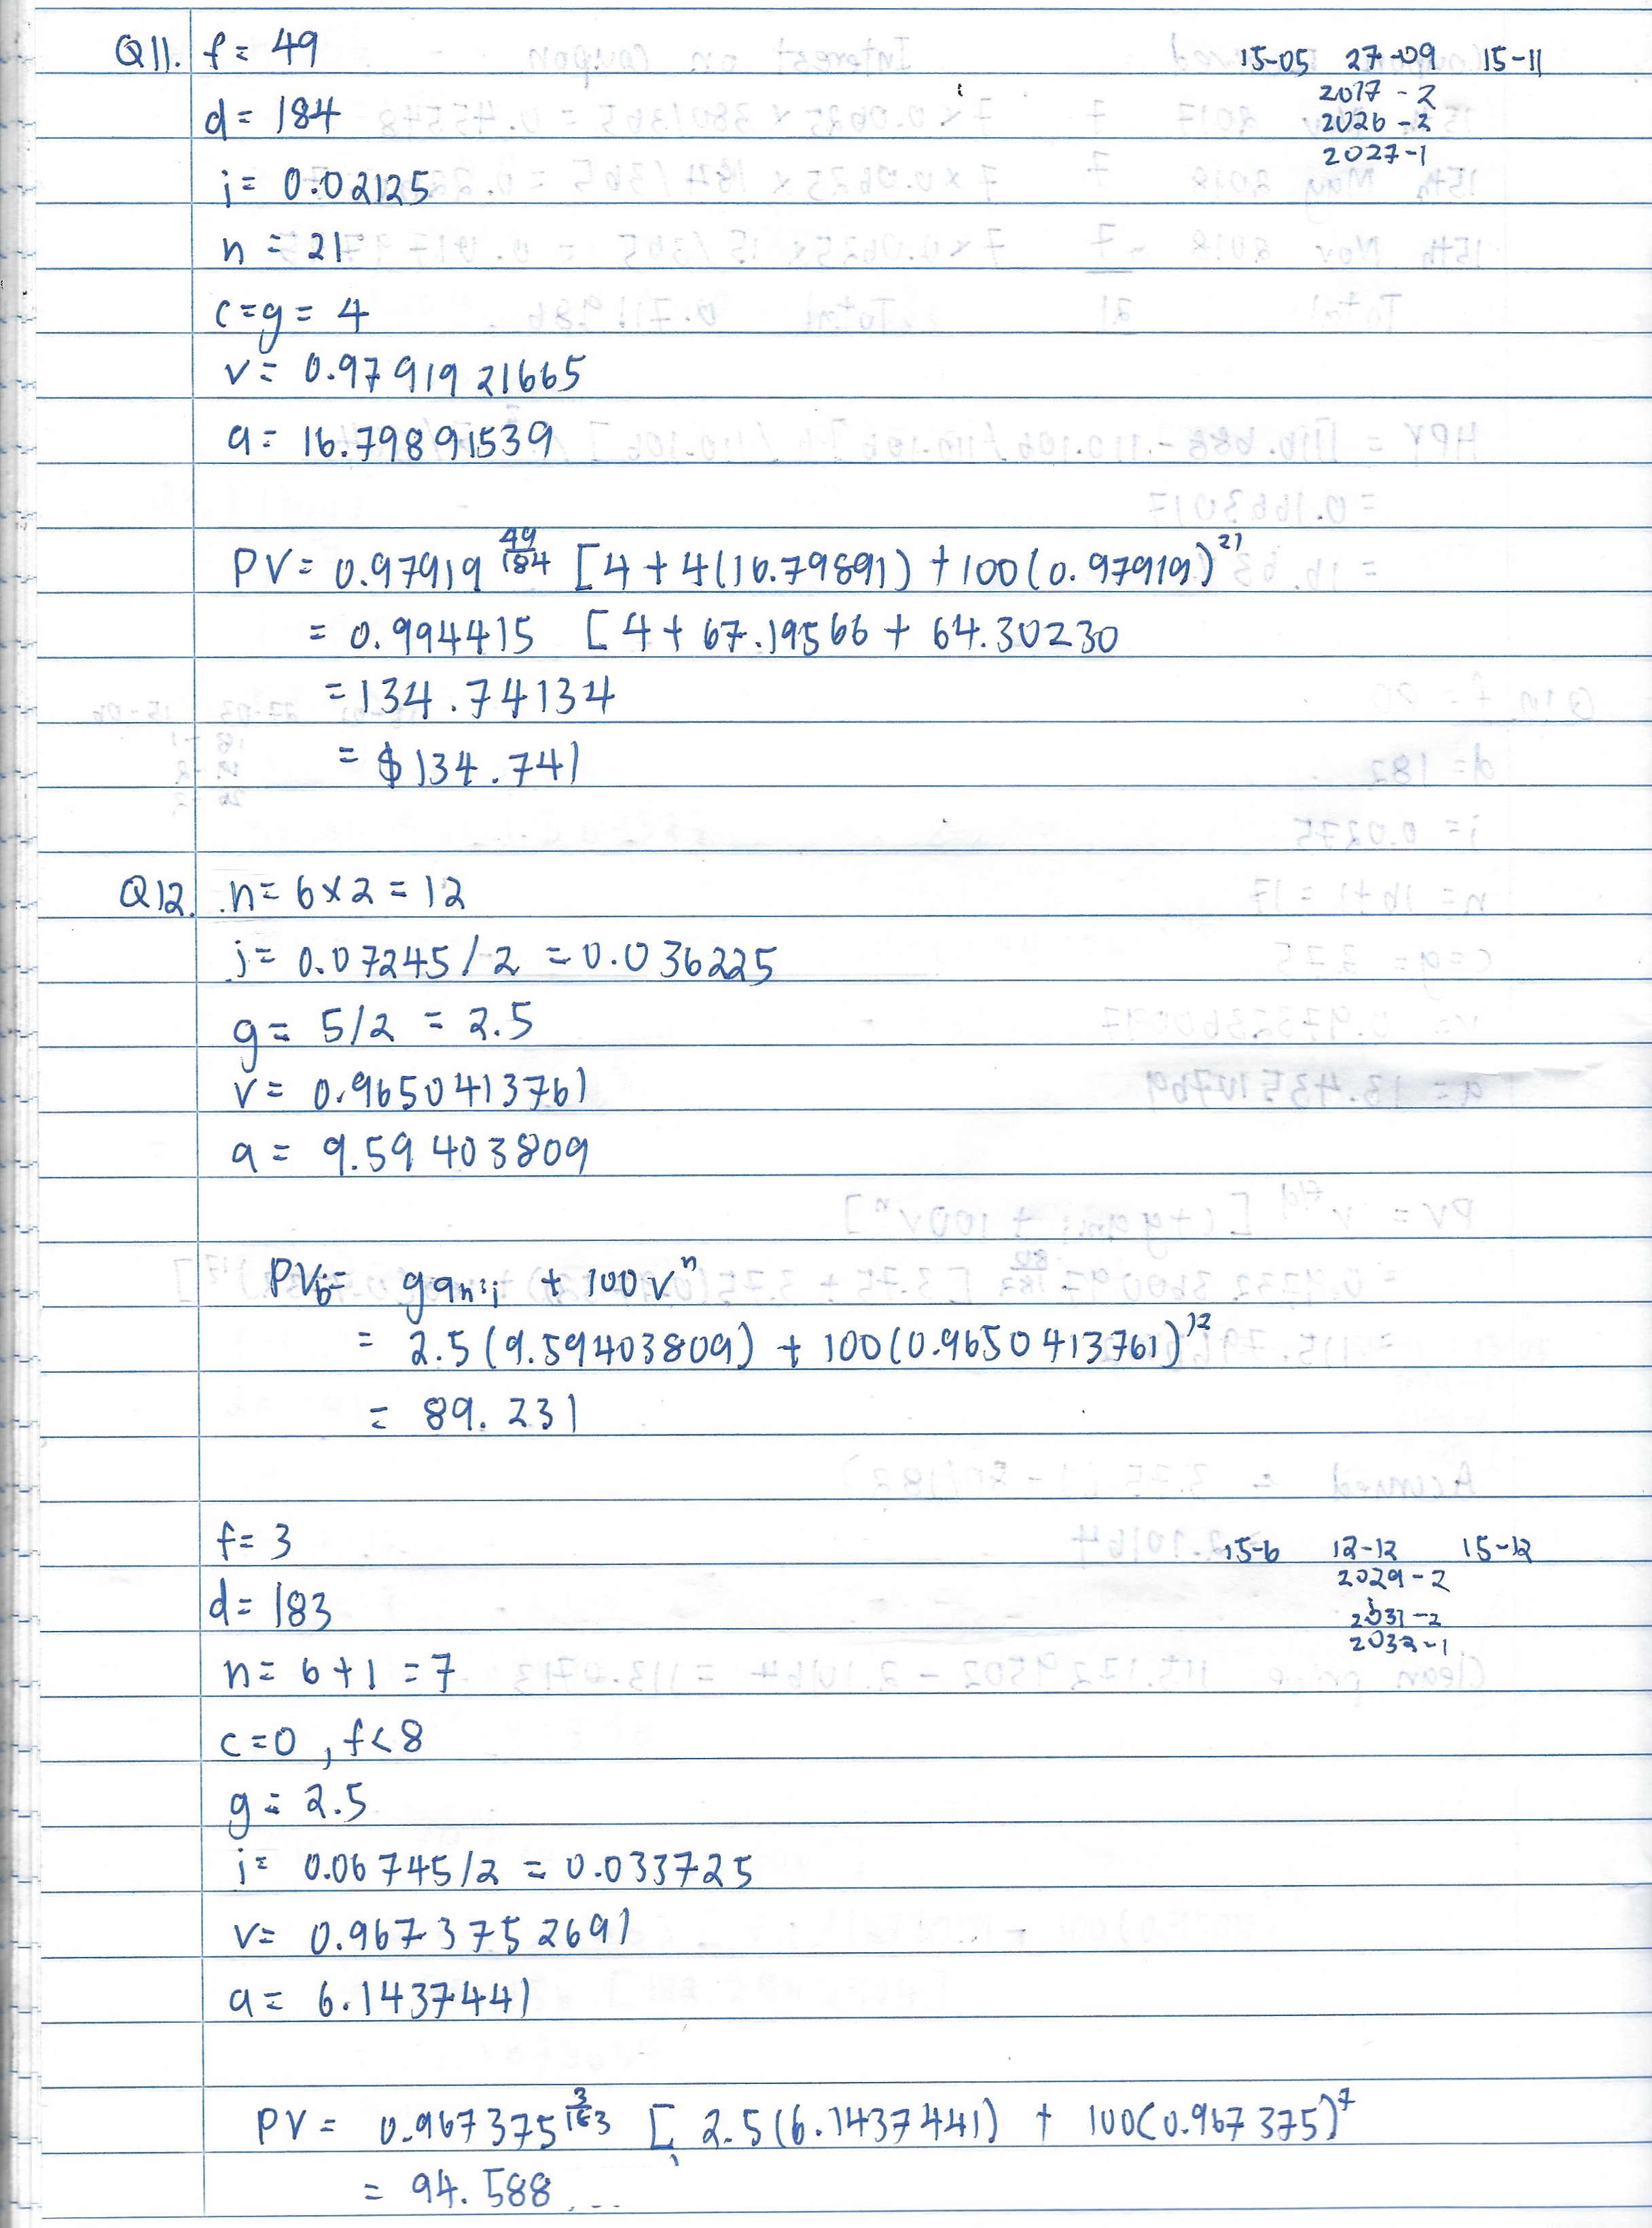 Q11. f = 49
15-05 27-09 15-11
2017 - 2
2026 - 2
2027 - 1
d = 184
i = 0.02125
n = 21
c = g = 4
v = 0.9791921665
a = 16.79891539
PV = 0.97919^(49/184) [4 + 4(16.79891) + 100(0.97919)^21
= 0.994415 [4 + 67.19566 + 64.30230
= 134.74134
= $134.741
Q12. n = 6 x 2 = 12
i = 0.07245/2 = 0.036225
g = 5/2 = 2.5
v = 0.9650413761
a = 9.59403809
PV6 = g an:i + 100v^n
= 2.5(9.59403809) + 100(0.9650413761)^12
= 89.231
f = 3
15-6 12-12 15-12
2029 - 2
2031 - 2
2032 - 1
d = 183
n = 6 + 1 = 7
c = 0, f < 8
g = 2.5
i = 0.06745/2 = 0.033725
v = 0.9673752691
a = 6.1437441
PV = 0.967375^(3/183) [2.5(6.1437441) + 100(0.967375)^7
= 94.588